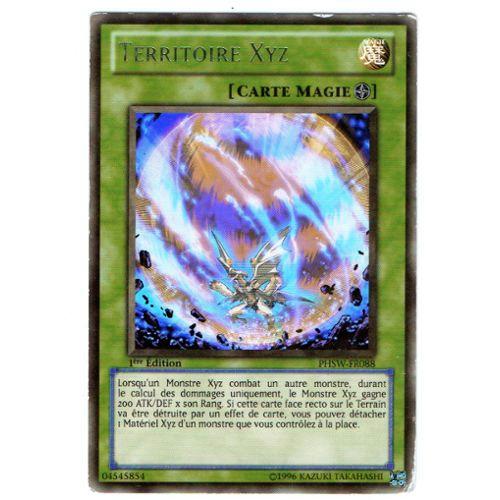 TERRITOIRE XYZ
MAGIE
魔
[CARTE MAGIE]
1ère Edition
PHSW-FR088
Lorsqu'un Monstre Xyz combat un autre monstre, durant
le calcul des dommages uniquement, le Monstre Xyz gagne
200 ATK/DEF x son Rang. Si cette carte face recto sur le Terrain
va être détruite par un effet de carte, vous pouvez détacher
1 Matériel Xyz d'un monstre que vous contrôlez à la place.
04545854
©1996 KAZUKI TAKAHASHI